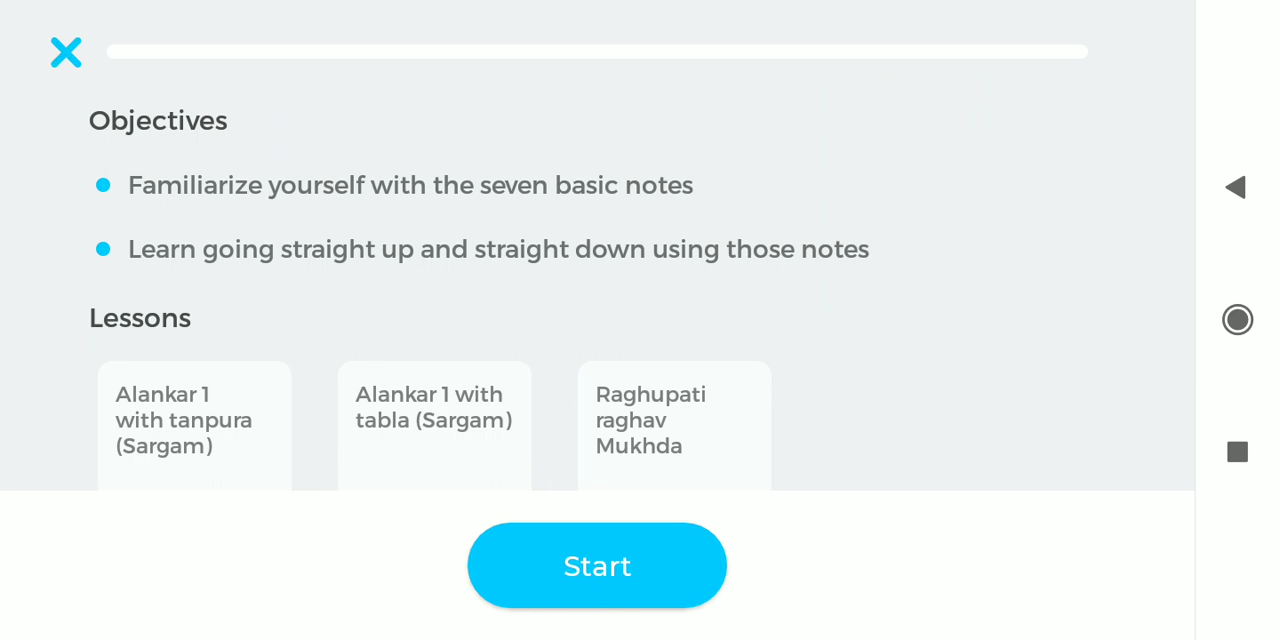 Objectives
Familiarize yourself with the seven basic notes
Learn going straight up and straight down using those notes
Lessons
Alankar 1
with tanpura
(Sargam)
Alankar 1 with
tabla (Sargam)
Raghupati
raghav
Mukhda
Start